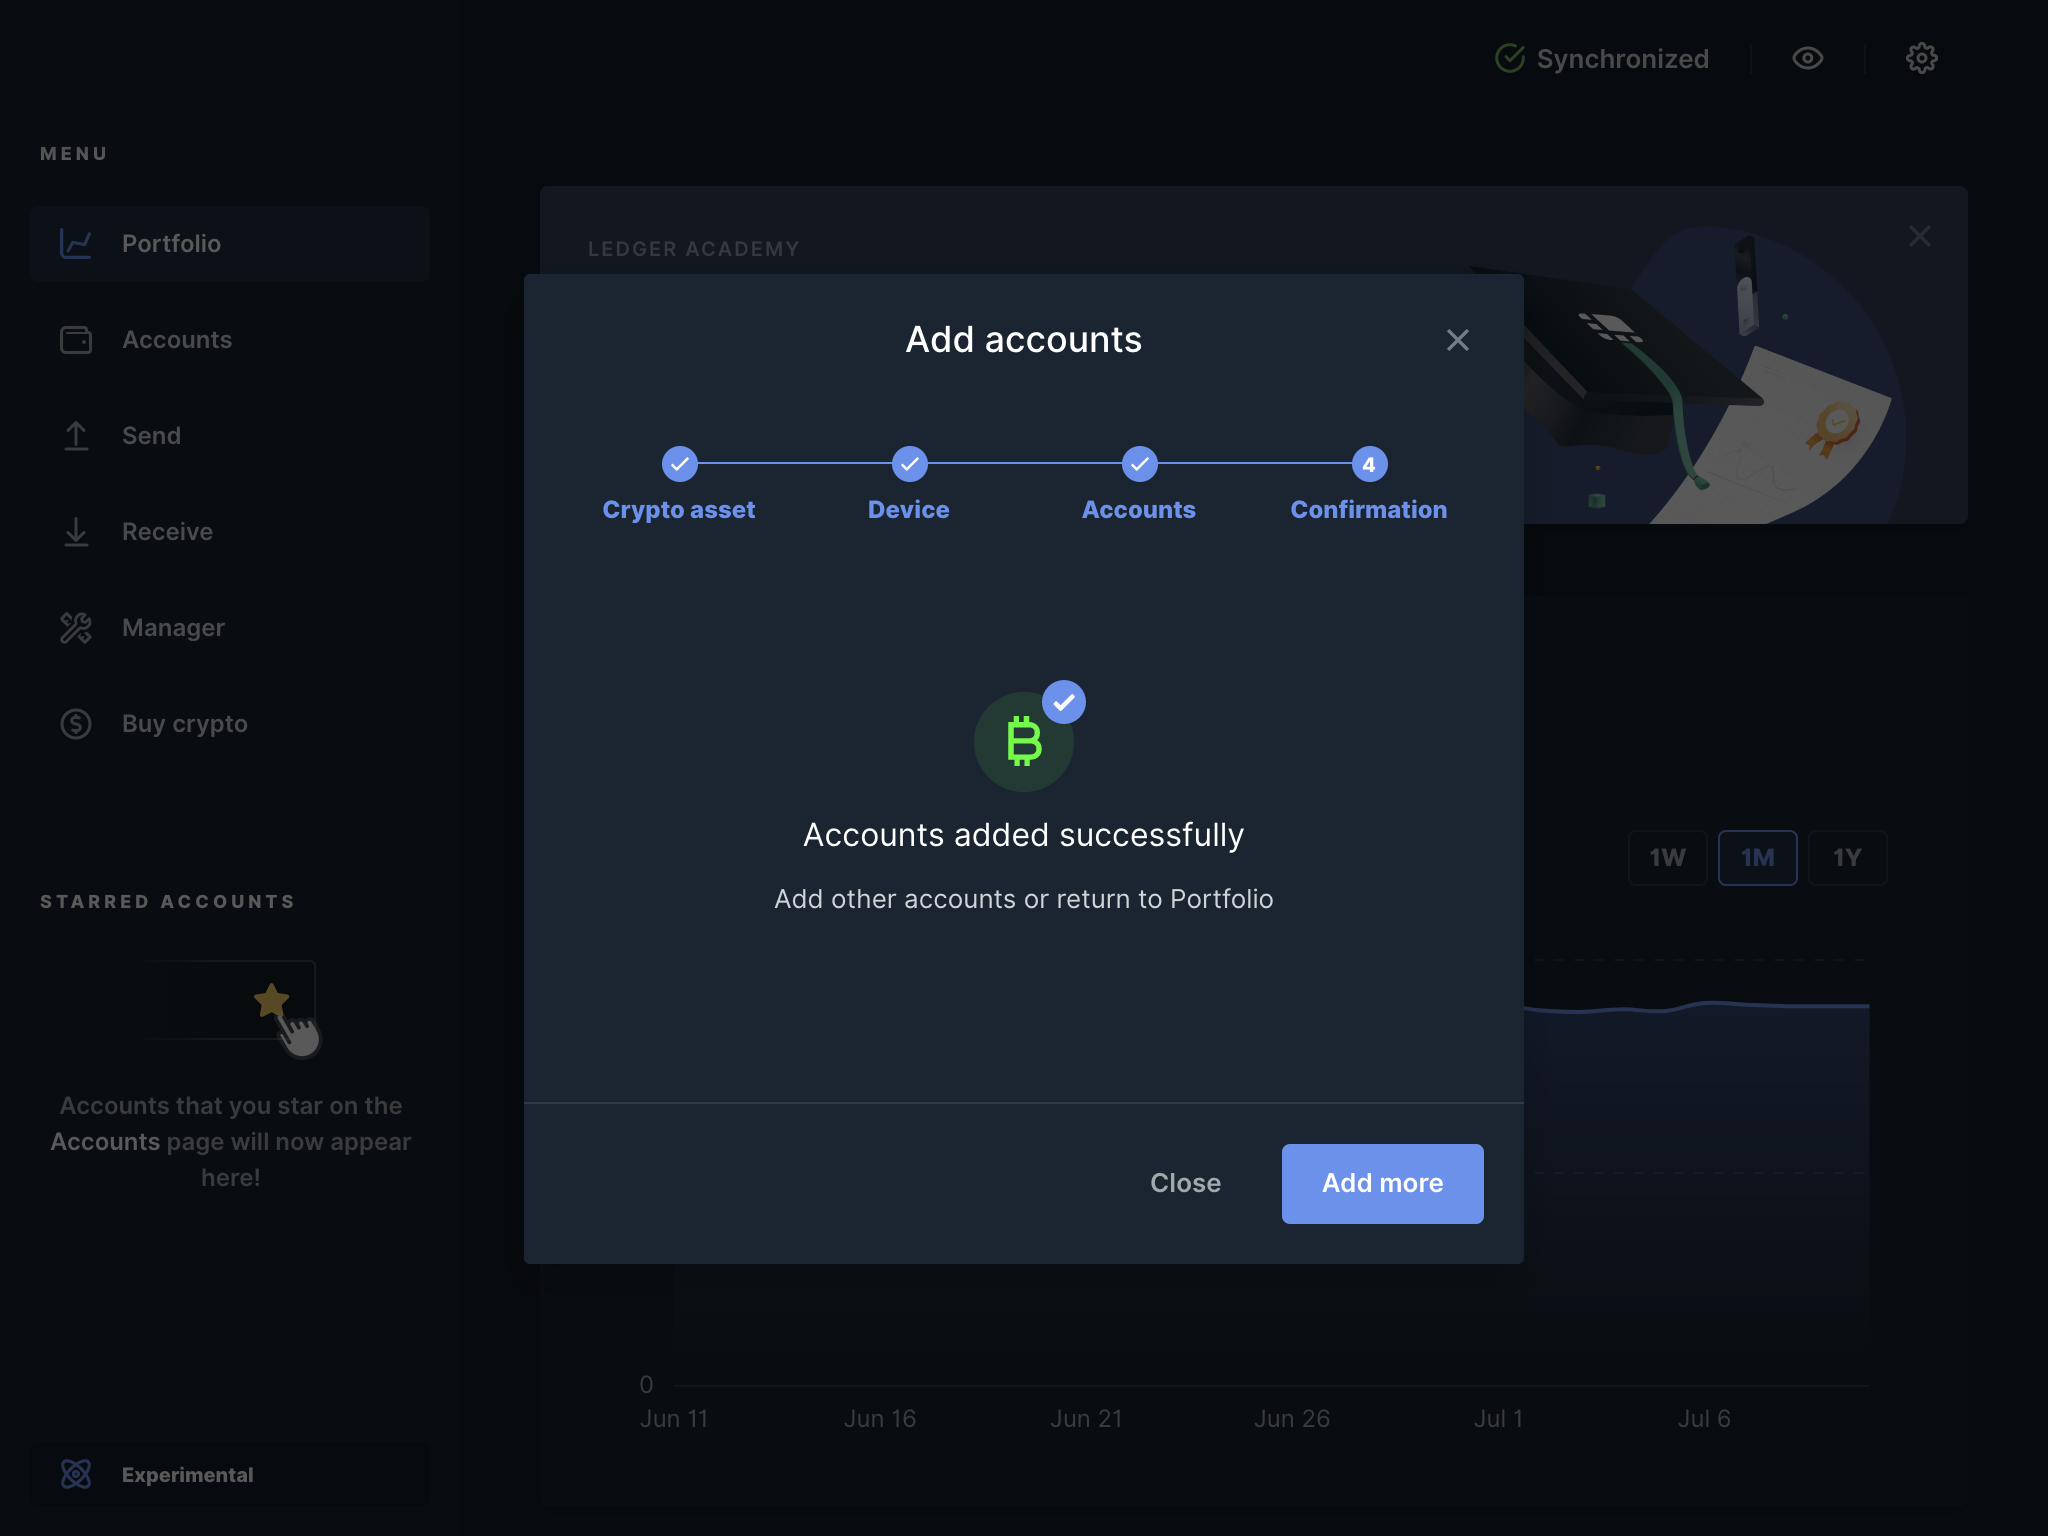 Synchronized
MENU
Portfolio
Accounts
Send
Receive
Manager
Buy crypto
STARRED ACCOUNTS
Accounts that you star on the
Accounts page will now appear
here!
Experimental
LEDGER ACADEMY
Add accounts
4
Crypto asset
Device
Accounts
Confirmation
Accounts added successfully
Add other accounts or return to Portfolio
Close
Add more
1W
1M
1Y
0
Jun 11
Jun 16
Jun 21
Jun 26
Jul 1
Jul 6